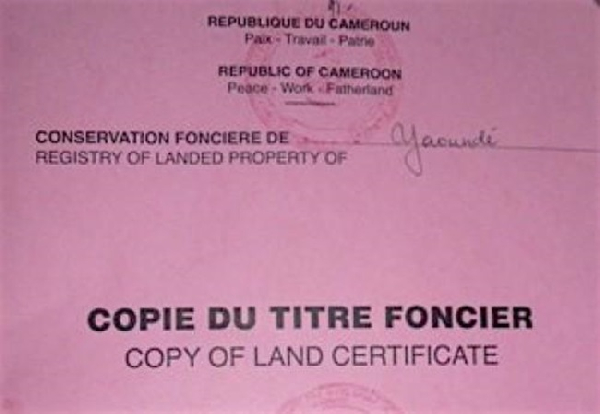 REPUBLIQUE DU CAMEROUN
Paix - Travail - Patrie
REPUBLIC OF CAMEROON
Peace - Work - Fatherland
CONSERVATION FONCIERE DE Yaoundé
REGISTRY OF LANDED PROPERTY OF
COPIE DU TITRE FONCIER
COPY OF LAND CERTIFICATE